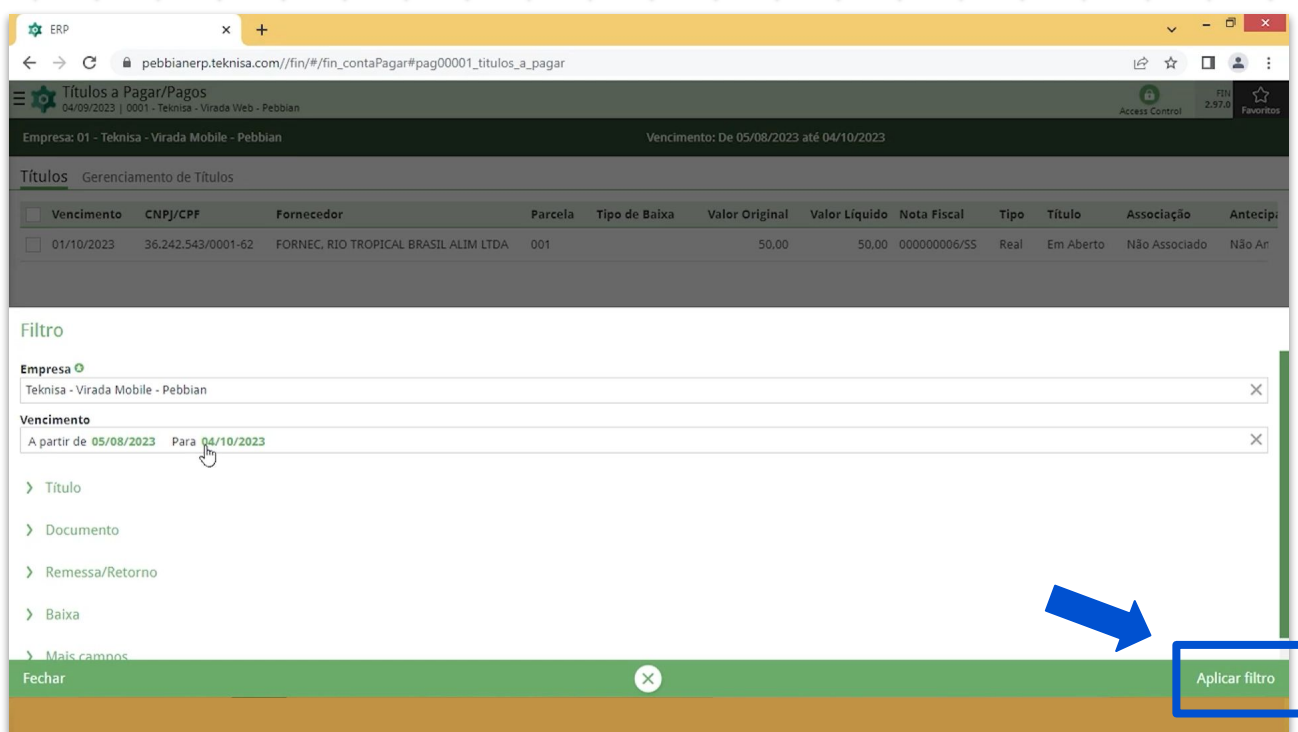 ERP
pebbianerp.teknisa.com//fin/#/fin_contaPagar#pag00001_titulos_a_pagar
Títulos a Pagar/Pagos
04/09/2023 | 0001 - Teknisa - Virada Web - Pebbian
Access Control
FIN
2.97.0
Favoritos
Empresa: 01 - Teknisa - Virada Mobile - Pebbian Vencimento: De 05/08/2023 até 04/10/2023
Títulos Gerenciamento de Títulos
Vencimento CNPJ/CPF Fornecedor Parcela Tipo de Baixa Valor Original Valor Líquido Nota Fiscal Tipo Título Associação Antecipa
01/10/2023 36.242.543/0001-62 FORNEC, RIO TROPICAL BRASIL ALIM LTDA 001 50,00 50,00 000000006/SS Real Em Aberto Não Associado Não An
Filtro
Empresa
Teknisa - Virada Mobile - Pebbian
Vencimento
A partir de 05/08/2023 Para 04/10/2023
Título
Documento
Remessa/Retorno
Baixa
Mais campos
Fechar Aplicar filtro